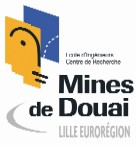 Ecole d'Ingénieurs
Centre de Recherche
Mines
de Douai
LILLE EURORÉGION